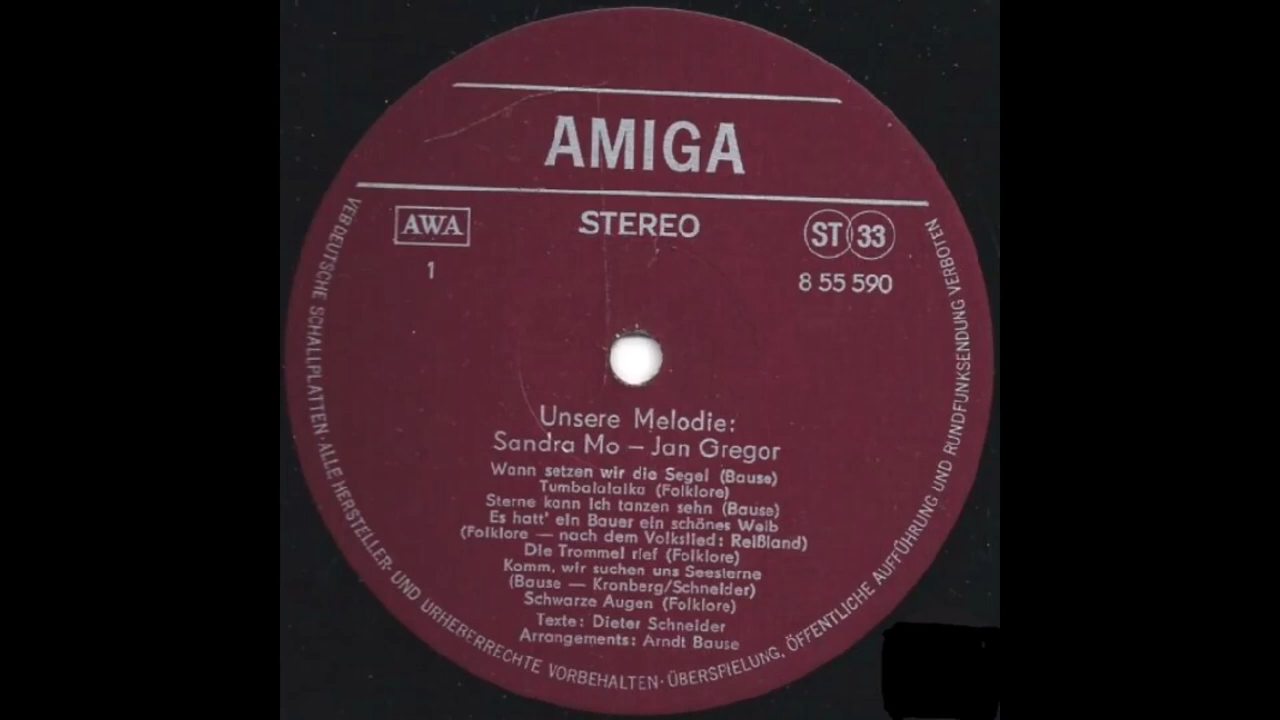 AMIGA
AWA
STEREO
ST 33
1
8 55 590
Unsere Melodie:
Sandra Mo – Jan Gregor
Wann setzen wir die Segel (Bause)
Tumbalalaika (Folklore)
Sterne kann ich tanzen sehn (Bause)
Es hatt' ein Bauer ein schönes Weib
(Folklore — nach dem Volkslied: Reißland)
Die Trommel rief (Folklore)
Komm, wir suchen uns Seesterne
(Bause — Kronberg/Schneider)
Schwarze Augen (Folklore)
Texte: Dieter Schneider
Arrangements: Arndt Bause
VEB DEUTSCHE SCHALLPLATTEN · ALLE HERSTELLER- UND URHEBERRECHTE VORBEHALTEN · ÜBERSPIELUNG, ÖFFENTLICHE AUFFÜHRUNG UND RUNDFUNKSENDUNG VERBOTEN